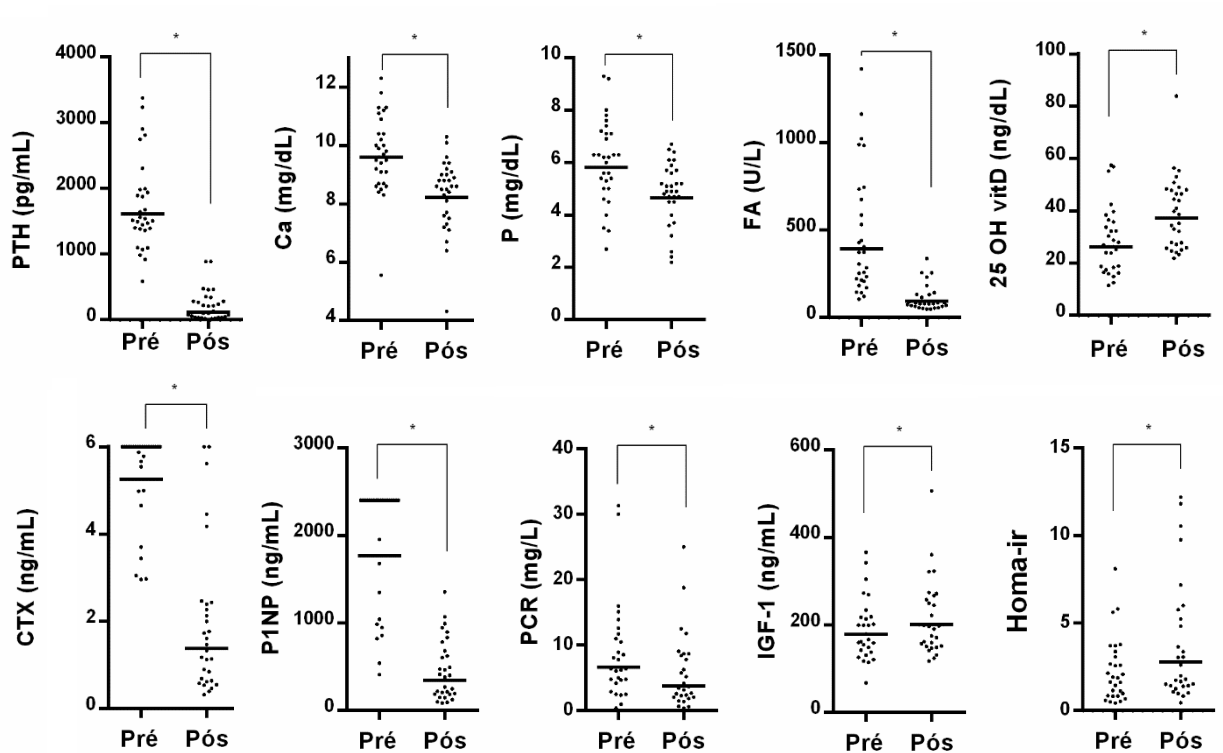 *
PTH (pg/mL)
4000
3000
2000
1000
0
Pré Pós
*
Ca (mg/dL)
12
10
8
6
4
Pré Pós
*
P (mg/dL)
10
8
6
4
2
0
Pré Pós
*
FA (U/L)
1500
1000
500
0
Pré Pós
*
25 OH vitD (ng/dL)
100
80
60
40
20
0
Pré Pós
*
CTX (ng/mL)
6
4
2
0
Pré Pós
*
P1NP (ng/mL)
3000
2000
1000
0
Pré Pós
*
PCR (mg/L)
40
30
20
10
0
Pré Pós
*
IGF-1 (ng/mL)
600
400
200
0
Pré Pós
*
Homa-ir
15
10
5
0
Pré Pós